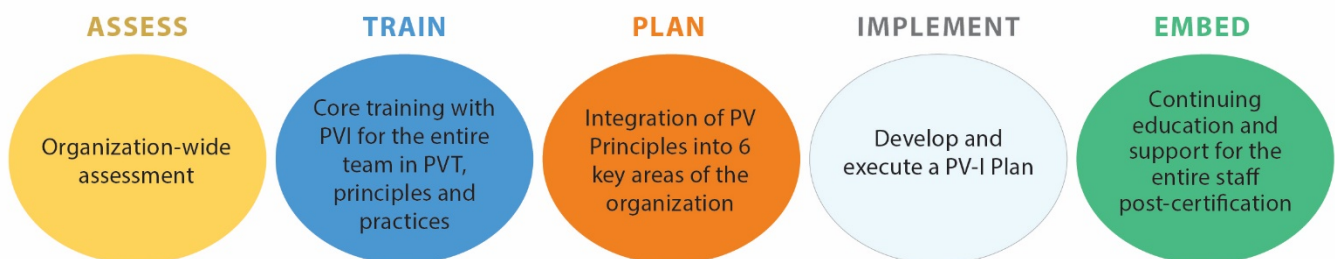 ASSESS
Organization-wide
assessment
TRAIN
Core training with
PVI for the entire
team in PVT,
principles and
practices
PLAN
Integration of PV
Principles into 6
key areas of the
organization
IMPLEMENT
Develop and
execute a PV-I Plan
EMBED
Continuing
education and
support for the
entire staff
post-certification